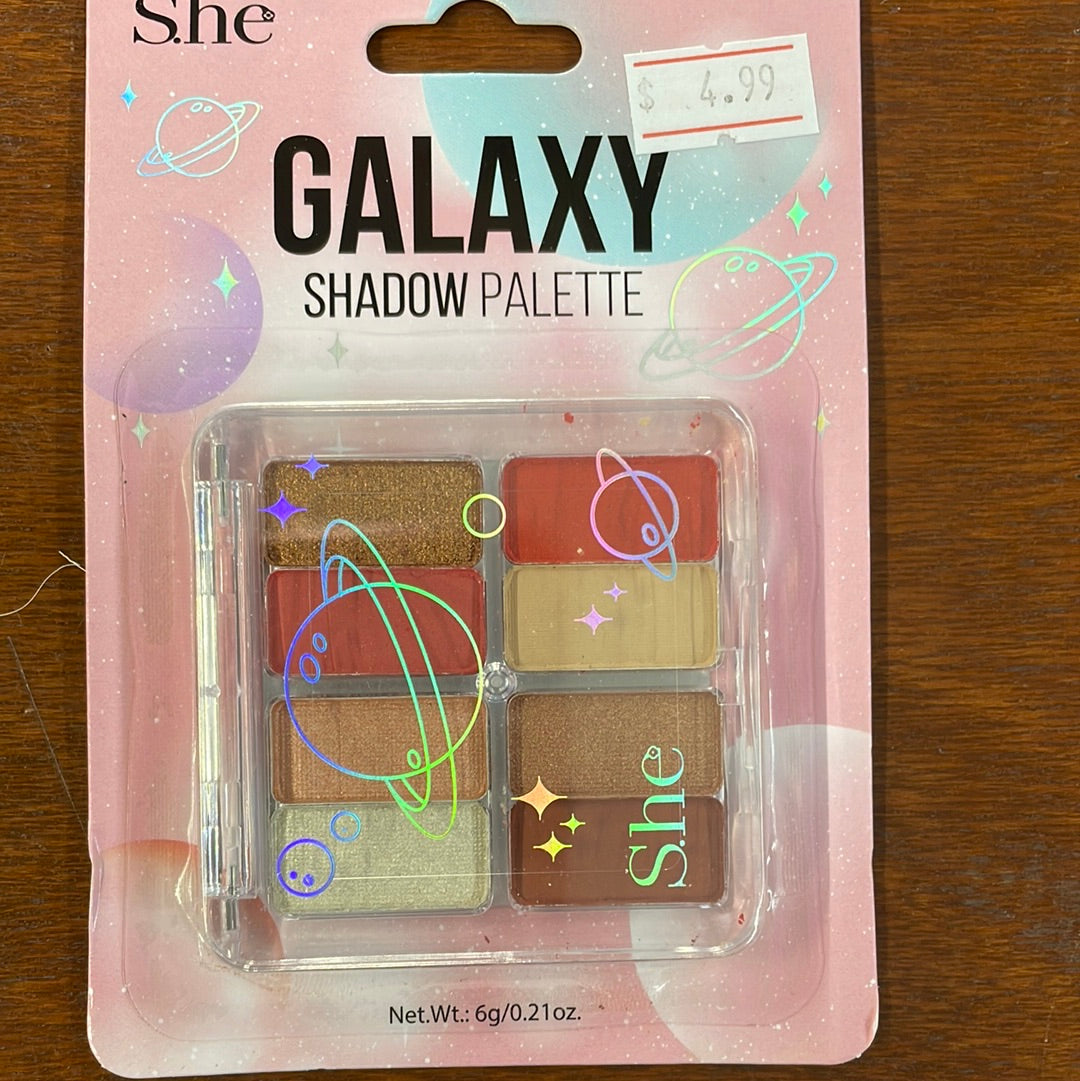 S.he
$ 4.99
GALAXY
SHADOW PALETTE
S.he
Net.Wt.: 6g/0.21oz.